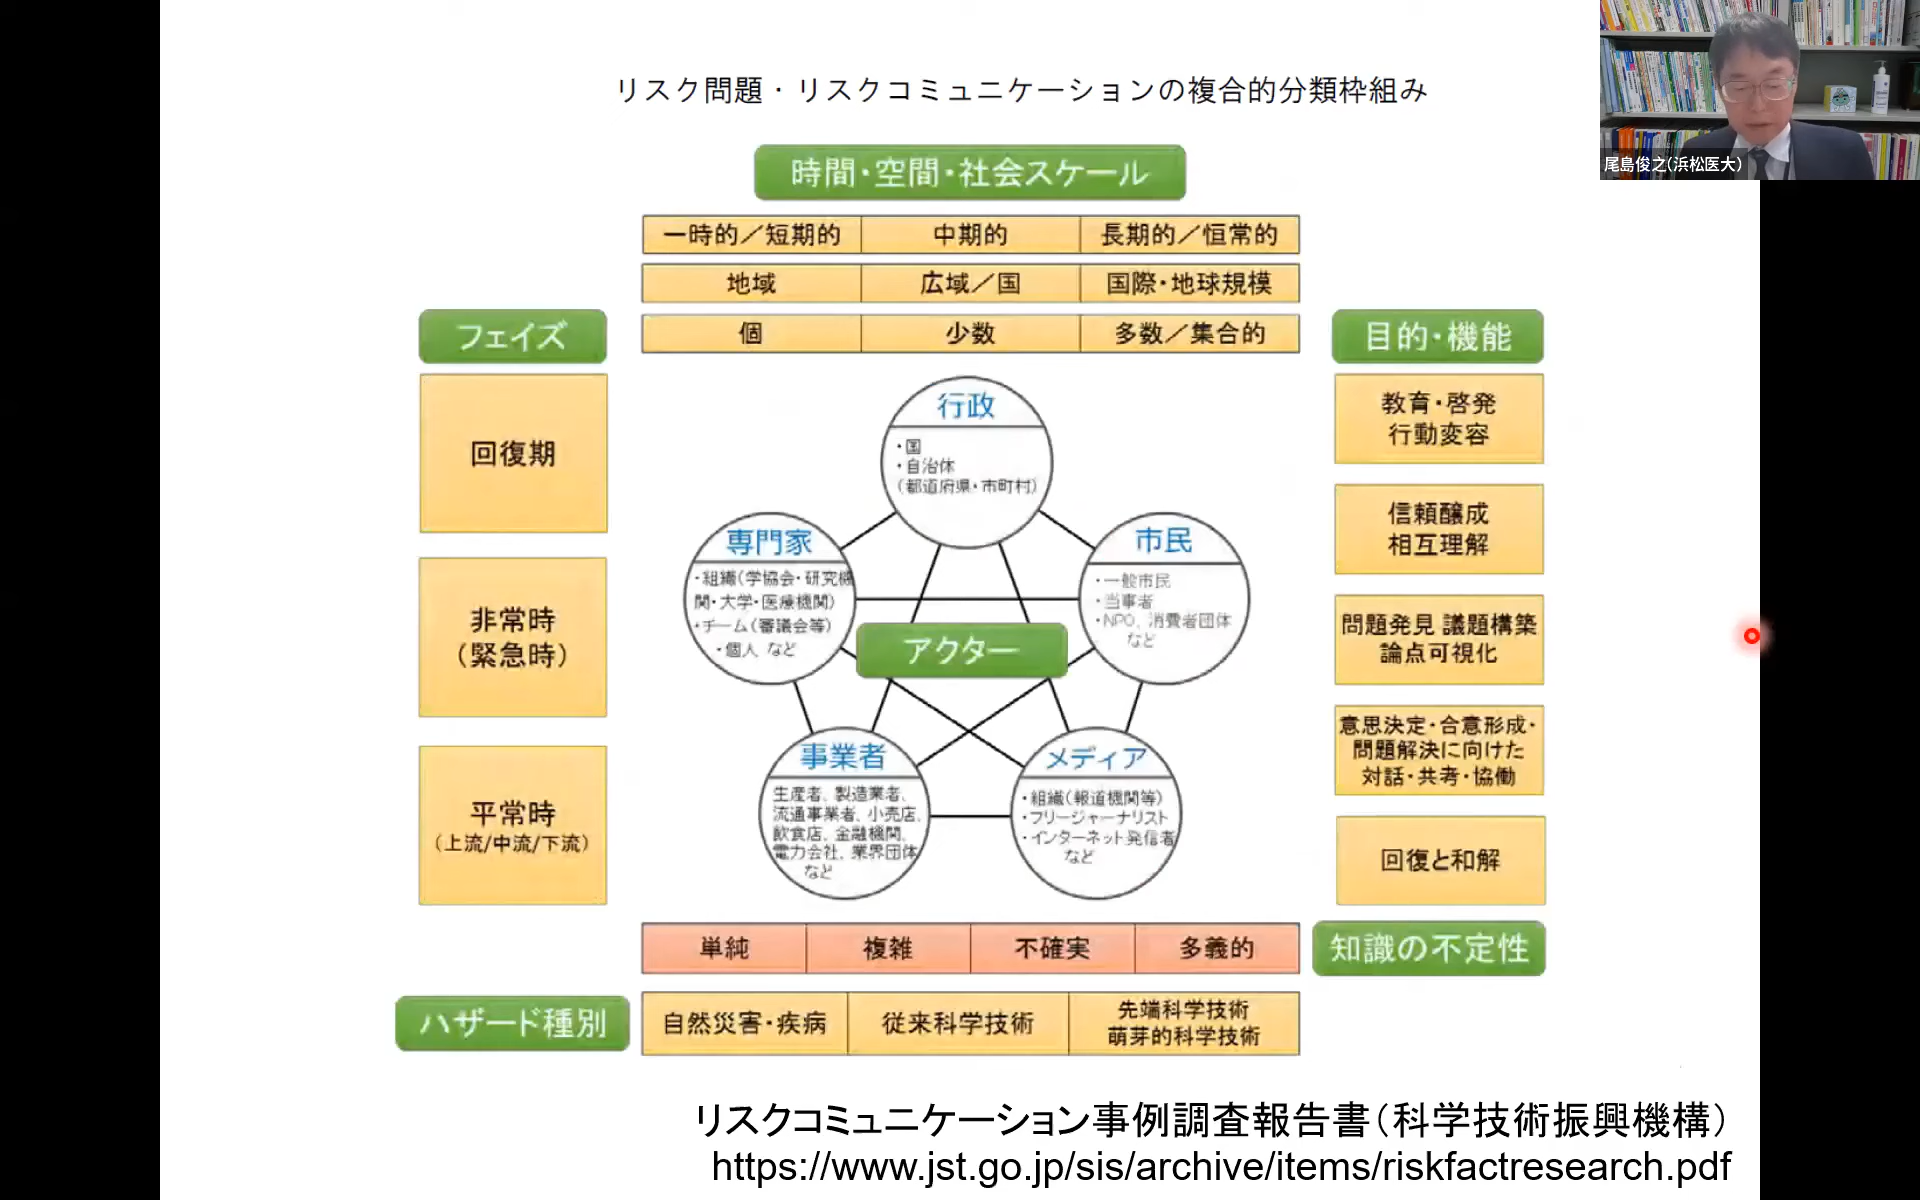 リスク問題・リスクコミュニケーションの複合的分類枠組み
尾島俊之(浜松医大)
時間・空間・社会スケール
一時的／短期的 中期的 長期的／恒常的
地域 広域／国 国際・地球規模
個 少数 多数／集合的
フェイズ
回復期
非常時
（緊急時）
平常時
（上流/中流/下流）
行政
・国
・自治体
（都道府県・市町村）
専門家
・組織（学協会・研究機
関・大学・医療機関）
・チーム（審議会等）
・個人 など
市民
・一般市民
・当事者
・NPO、消費者団体
など
アクター
事業者
生産者、製造業者、
流通事業者、小売店、
飲食店、金融機関、
電力会社、業界団体
など
メディア
・組織（報道機関等）
・フリージャーナリスト
・インターネット発信者
など
目的・機能
教育・啓発
行動変容
信頼醸成
相互理解
問題発見 議題構築
論点可視化
意思決定・合意形成・
問題解決に向けた
対話・共考・協働
回復と和解
単純 複雑 不確実 多義的
知識の不定性
ハザード種別
自然災害・疾病 従来科学技術
先端科学技術
萌芽的科学技術
リスクコミュニケーション事例調査報告書（科学技術振興機構）
https://www.jst.go.jp/sis/archive/items/riskfactresearch.pdf